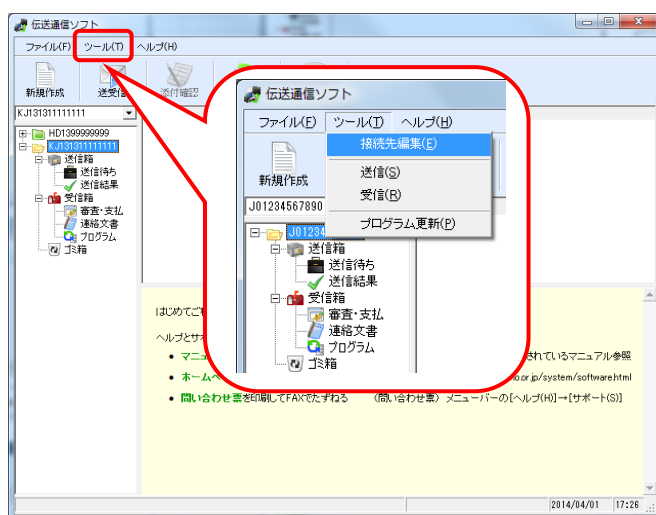 伝送通信ソフト
ファイル(F) ツール(T) ヘルプ(H)
新規作成 送受信 添付確認
KJ131311111111
HD1399999999
KJ131311111111
送信箱
送信待ち
送信結果
受信箱
審査・支払
連絡文書
プログラム
ゴミ箱
伝送通信ソフト
ファイル(F) ツール(T) ヘルプ(H)
接続先編集(E)
送信(S)
受信(R)
プログラム更新(P)
新規作成
J01234567890
J01234
送信箱
送信待ち
送信結果
受信箱
審査・支払
連絡文書
プログラム
ゴミ箱
はじめてご
ヘルプとサポ
マニュ
されているマニュアル参照
ホームペ
o.or.jp/system/software.html
問い合わせ票を印刷してFAXでたずねる (問い合わせ票) メニューバーの[ヘルプ(H)]→[サポート(S)]
2014/04/01 17:26